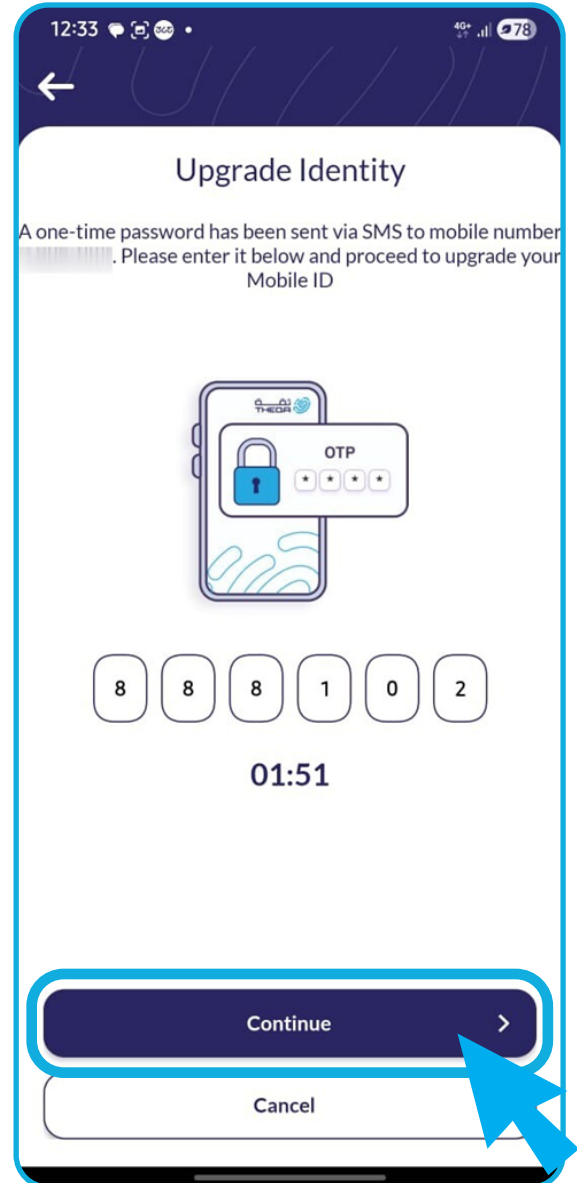 12:33
4G+
78
Upgrade Identity
A one-time password has been sent via SMS to mobile number
. Please enter it below and proceed to upgrade your
Mobile ID
ثقـــة
THEQA
OTP
* * * *
8 8 8 1 0 2
01:51
Continue
Cancel